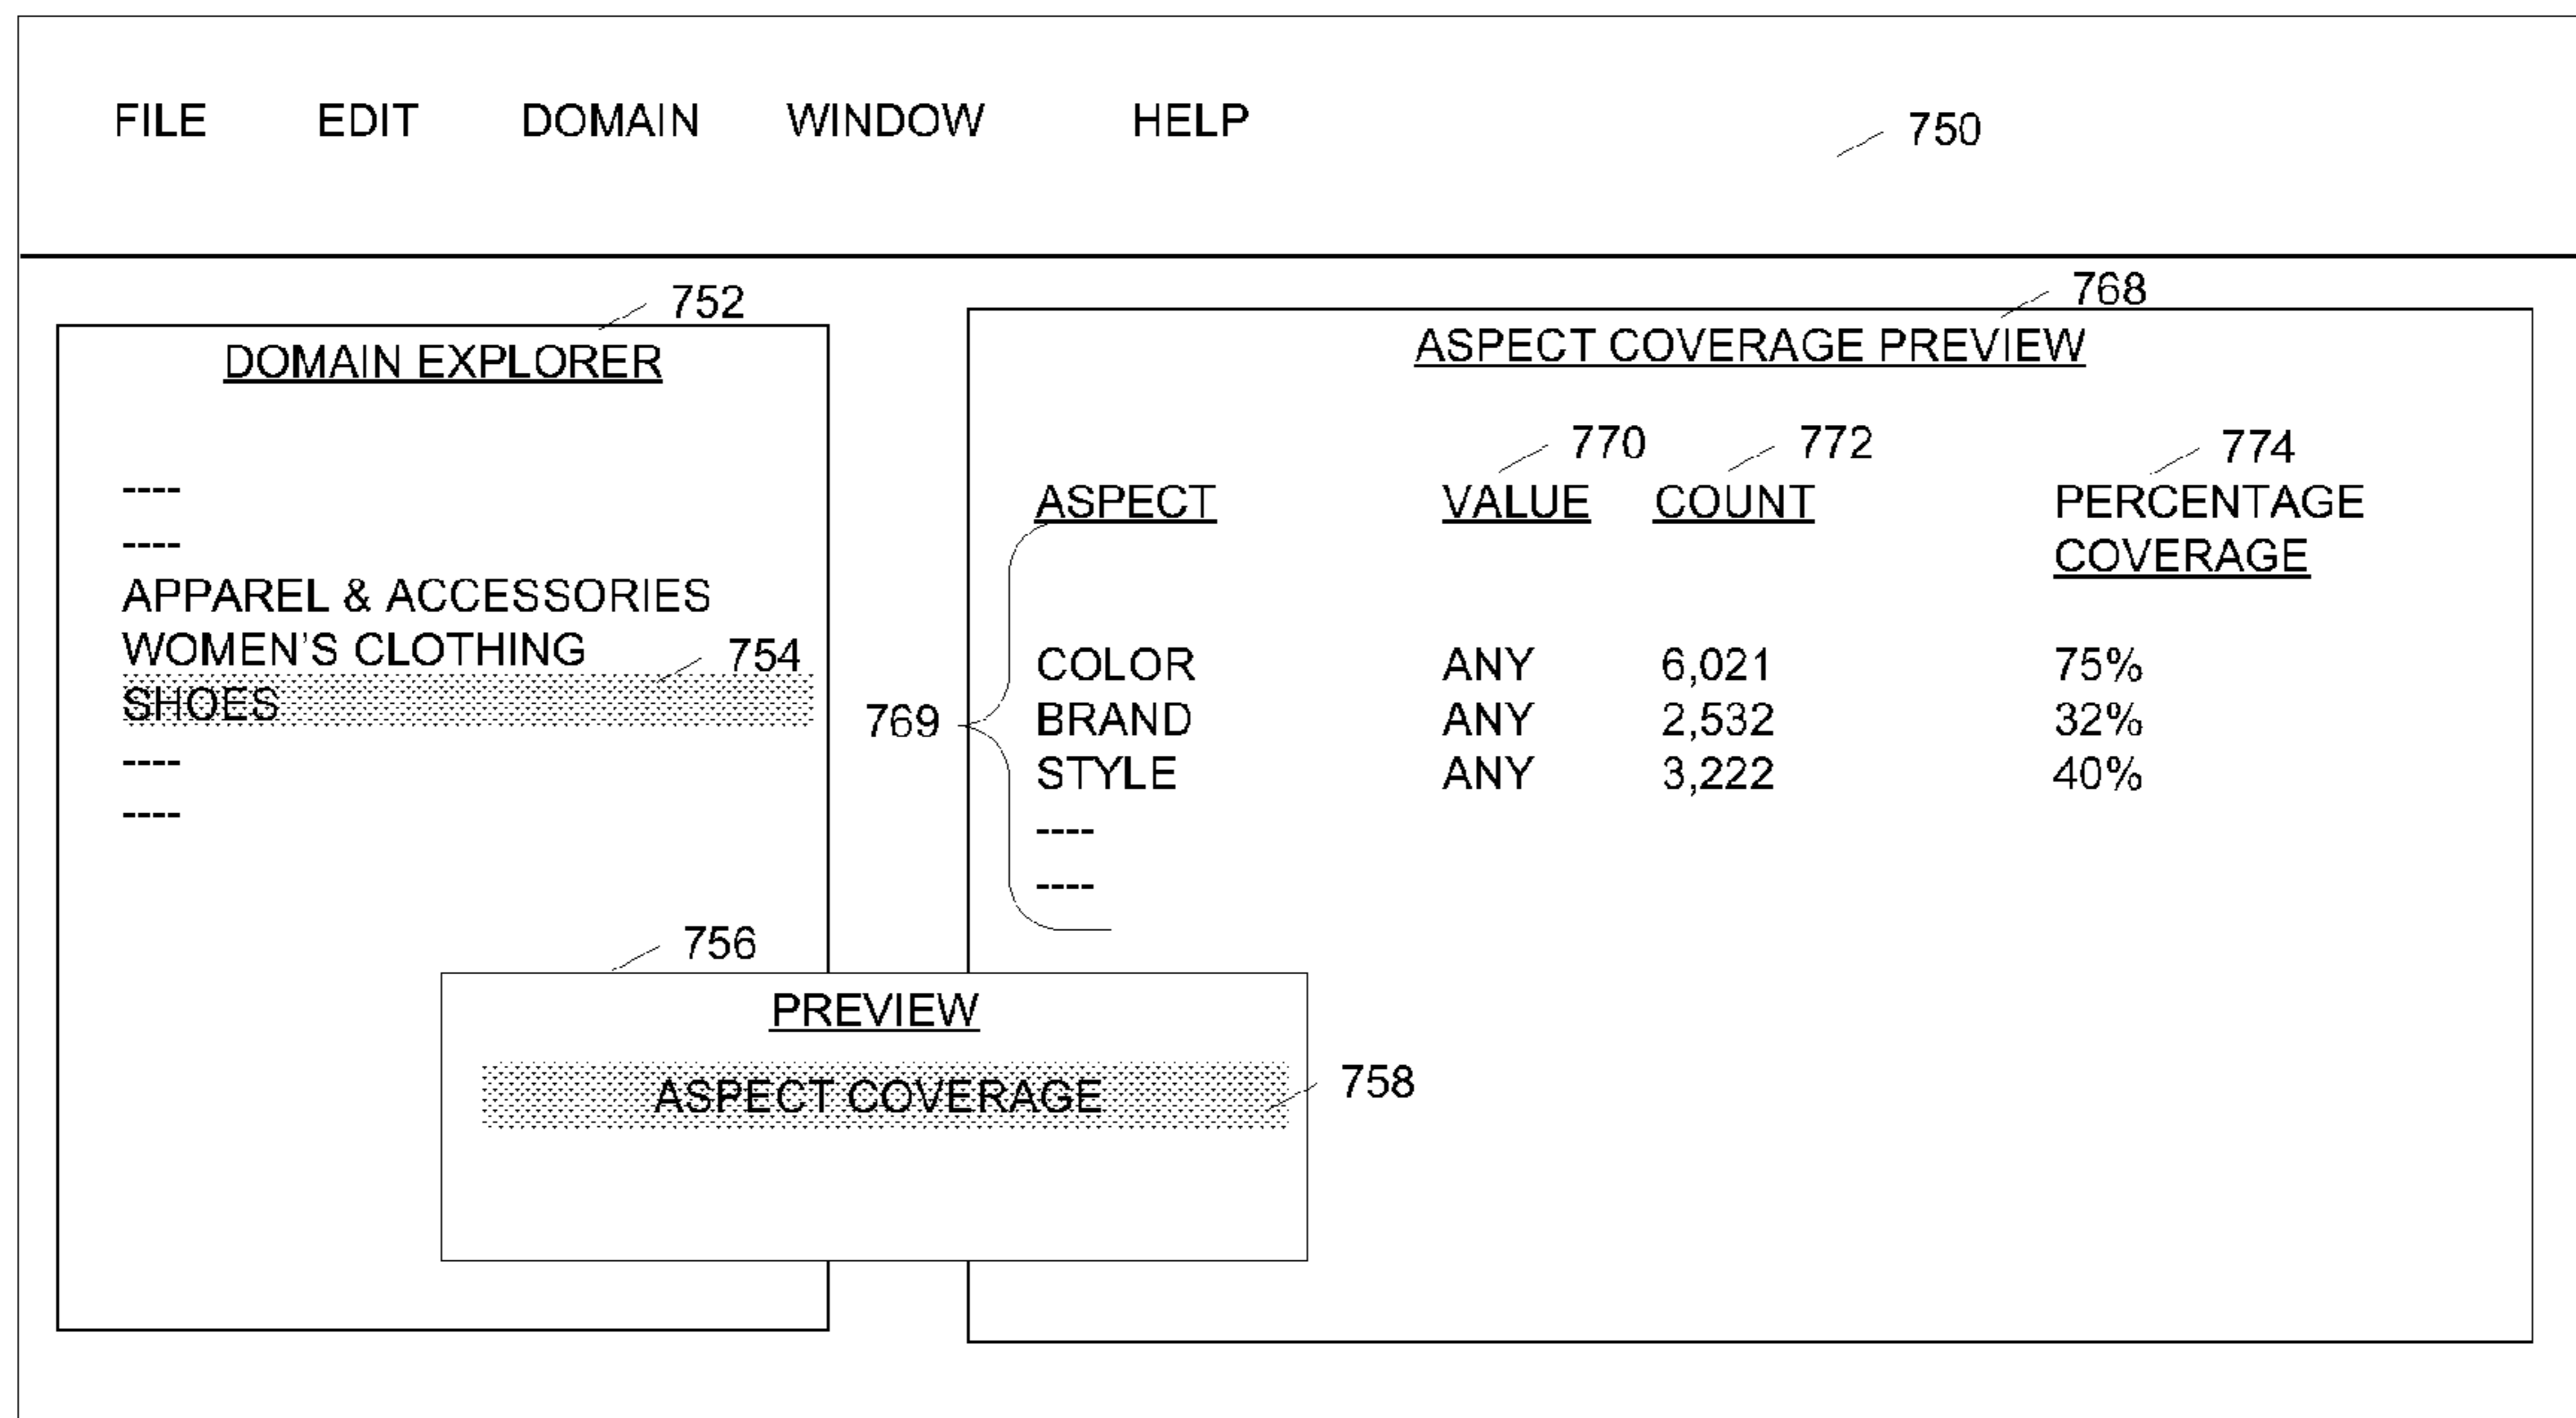 FILE EDIT DOMAIN WINDOW HELP
750
752
DOMAIN EXPLORER
----
----
APPAREL & ACCESSORIES
WOMEN'S CLOTHING
754
SHOES
----
----
768
ASPECT COVERAGE PREVIEW
770 772 774
ASPECT VALUE COUNT PERCENTAGE
COVERAGE
COLOR ANY 6,021 75%
769
BRAND ANY 2,532 32%
STYLE ANY 3,222 40%
----
----
756
PREVIEW
ASPECT COVERAGE
758